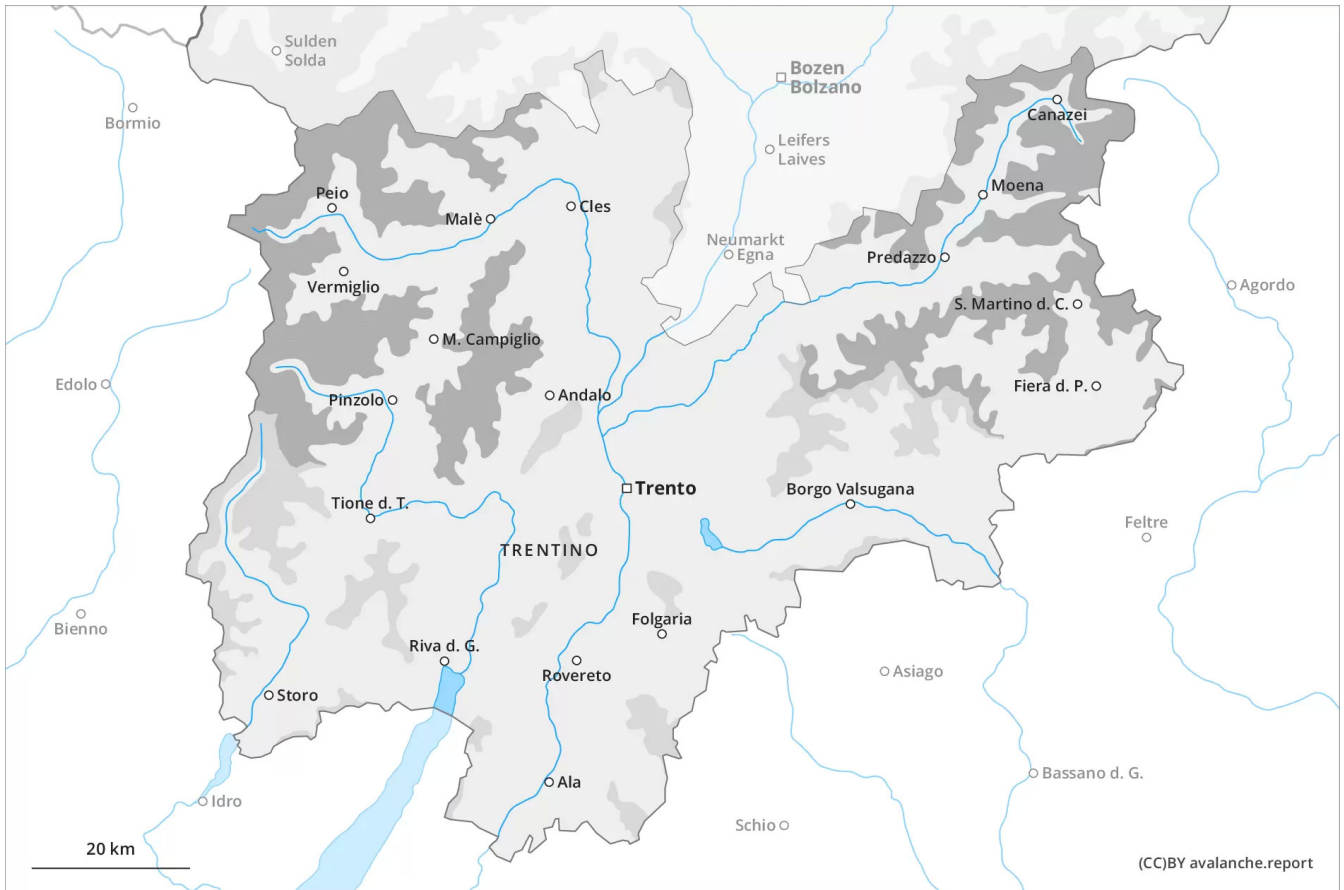 Sulden
Solda
Bozen
Bolzano
Bormio
Canazei
Leifers
Laives
Moena
Peio
Malè
Cles
Neumarkt
Egna
Predazzo
Vermiglio
Agordo
S. Martino d. C.
M. Campiglio
Edolo
Pinzolo
Andalo
Fiera d. P.
Trento
Borgo Valsugana
Tione d. T.
Feltre
TRENTINO
Bienno
Folgaria
Riva d. G.
Rovereto
Asiago
Storo
Bassano d. G.
Ala
Idro
Schio
20 km
(CC)BY avalanche.report